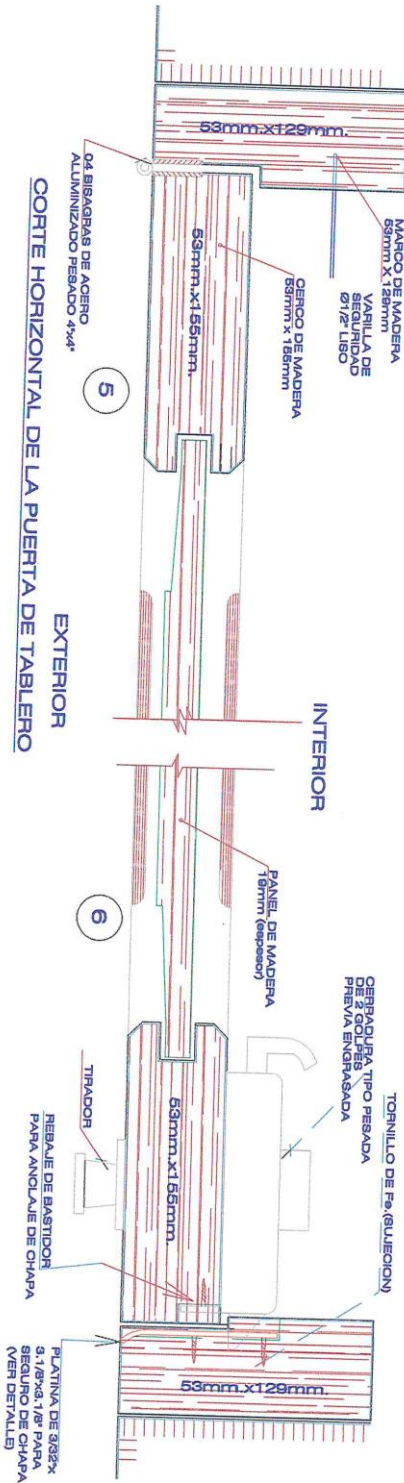 53mm.x129mm.
MARCO DE MADERA
53mm X 129mm
VARILLA DE
SEGURIDAD
Ø1/2" LISO
CERCO DE MADERA
53mm x 155mm
53mm.x155mm.
04 BISAGRAS DE ACERO
ALUMINIZADO PESADO 4"x4"
5
INTERIOR
EXTERIOR
CORTE HORIZONTAL DE LA PUERTA DE TABLERO
PANEL DE MADERA
19mm (espesor)
6
CERRADURA TIPO PESADA
DE 2 GOLPES
PREVIA ENGRASADA
TORNILLO DE Fe.(SUJECION)
53mm.x155mm.
TIRADOR
REBAJE DE BASTIDOR
PARA ANCLAJE DE CHAPA
53mm.x129mm.
PLATINA DE 3/32"x
3.1/8"x3.1/8" PARA
SEGURO DE CHAPA
(VER DETALLE)